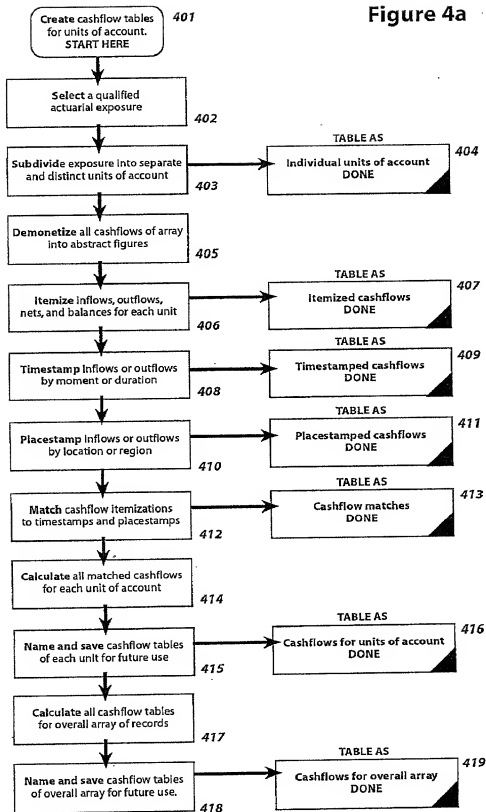 Figure 4a
Create cashflow tables
for units of account.
START HERE
401
Select a qualified
actuarial exposure
402
Subdivide exposure into separate
and distinct units of account
403
TABLE AS
Individual units of account
DONE
404
Demonetize all cashflows of array
into abstract figures
405
Itemize inflows, outflows,
nets, and balances for each unit
406
TABLE AS
Itemized cashflows
DONE
407
Timestamp Inflows or outflows
by moment or duration
408
TABLE AS
Timestamped cashflows
DONE
409
Placestamp Inflows or outflows
by location or region
410
TABLE AS
Placestamped cashflows
DONE
411
Match cashflow itemizations
to timestamps and placestamps
412
TABLE AS
Cashflow matches
DONE
413
Calculate all matched cashflows
for each unit of account
414
Name and save cashflow tables
of each unit for future use
415
TABLE AS
Cashflows for units of account
DONE
416
Calculate all cashflow tables
for overall array of records
417
Name and save cashflow tables
of overall array for future use.
418
TABLE AS
Cashflows for overall array
DONE
419